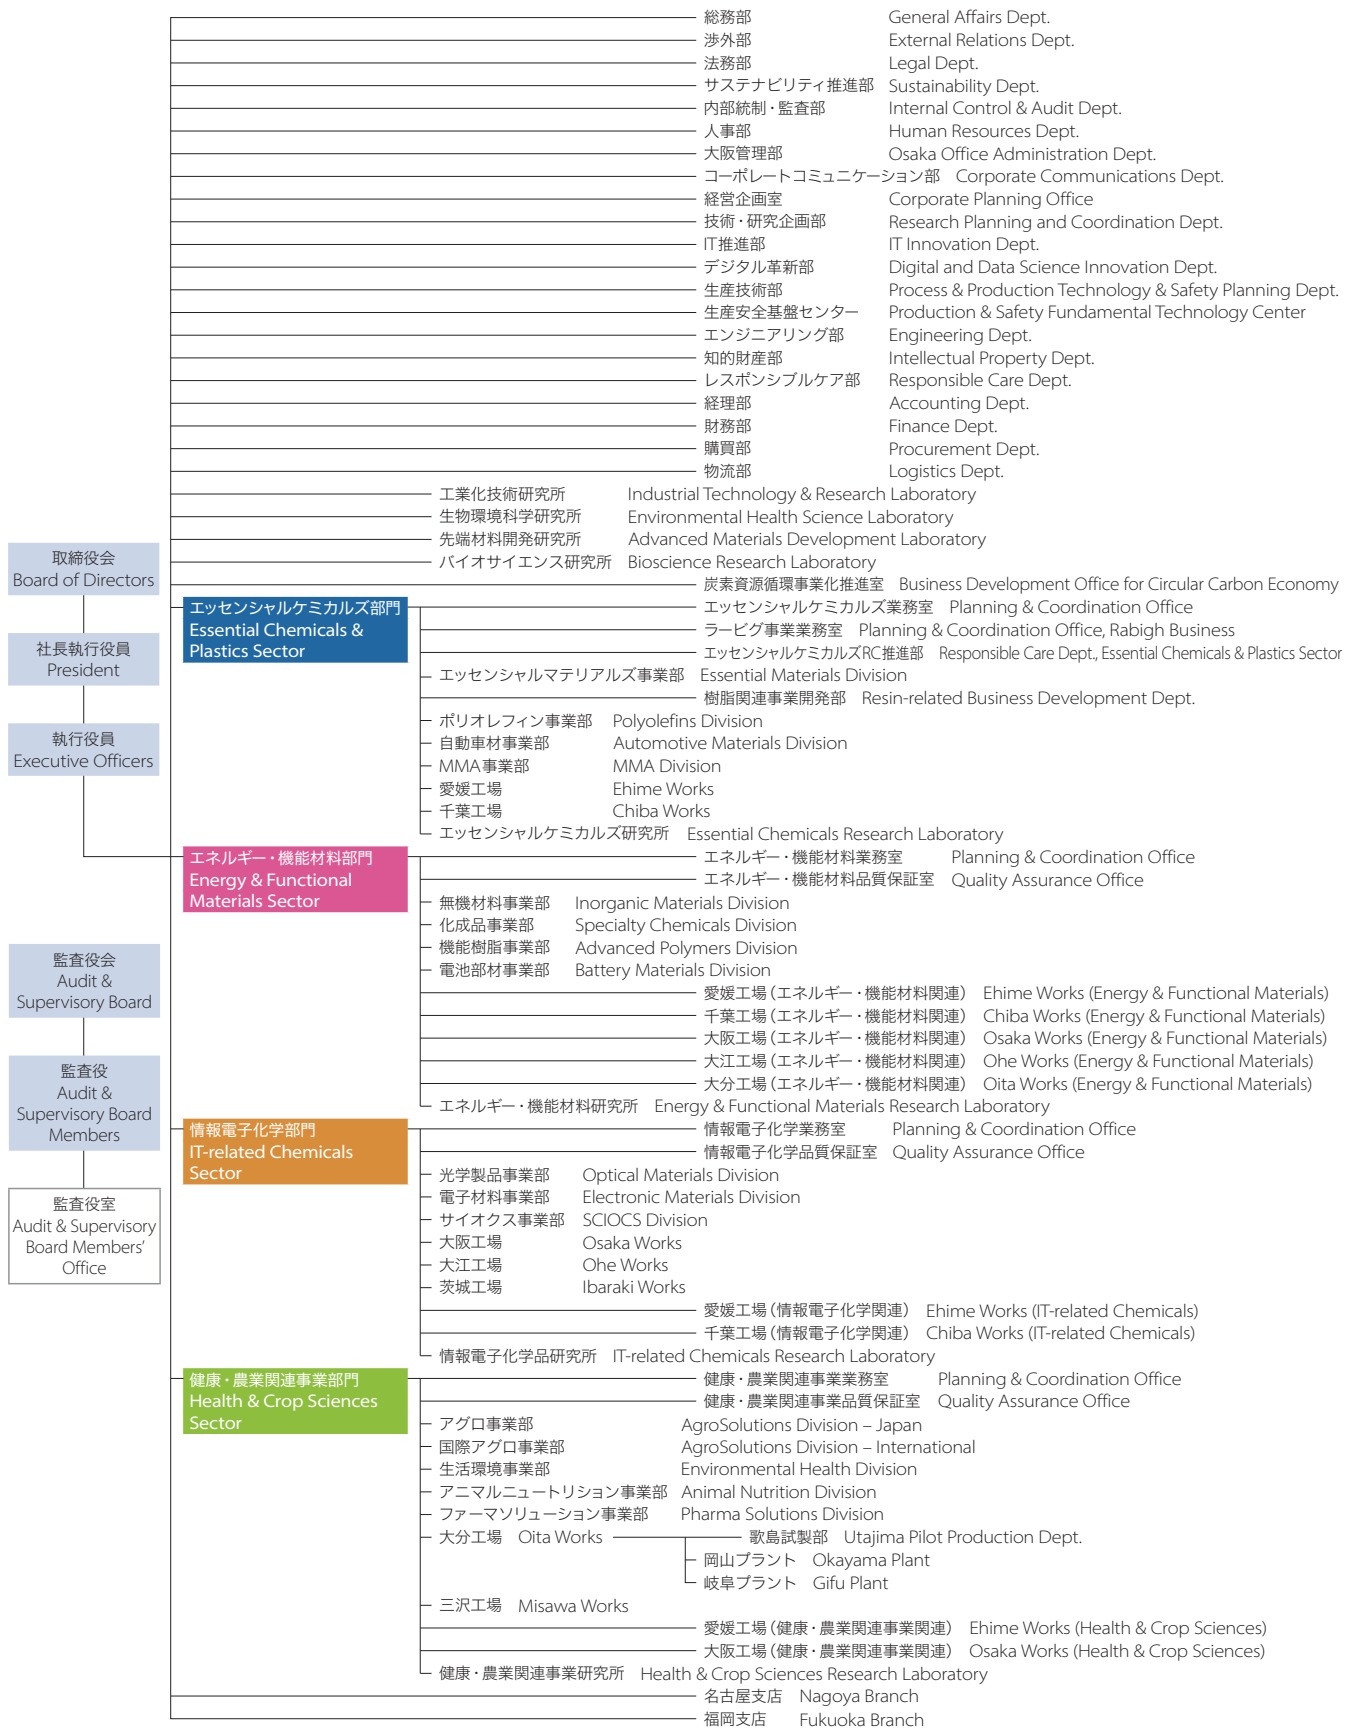 総務部 General Affairs Dept.
渉外部 External Relations Dept.
法務部 Legal Dept.
サステナビリティ推進部 Sustainability Dept.
内部統制・監査部 Internal Control & Audit Dept.
人事部 Human Resources Dept.
大阪管理部 Osaka Office Administration Dept.
コーポレートコミュニケーション部 Corporate Communications Dept.
経営企画室 Corporate Planning Office
技術・研究企画部 Research Planning and Coordination Dept.
IT推進部 IT Innovation Dept.
デジタル革新部 Digital and Data Science Innovation Dept.
生産技術部 Process & Production Technology & Safety Planning Dept.
生産安全基盤センター Production & Safety Fundamental Technology Center
エンジニアリング部 Engineering Dept.
知的財産部 Intellectual Property Dept.
レスポンシブルケア部 Responsible Care Dept.
経理部 Accounting Dept.
財務部 Finance Dept.
購買部 Procurement Dept.
物流部 Logistics Dept.
工業化技術研究所 Industrial Technology & Research Laboratory
生物環境科学研究所 Environmental Health Science Laboratory
先端材料開発研究所 Advanced Materials Development Laboratory
バイオサイエンス研究所 Bioscience Research Laboratory
炭素資源循環事業化推進室 Business Development Office for Circular Carbon Economy
取締役会
Board of Directors
社長執行役員
President
執行役員
Executive Officers
監査役会
Audit &
Supervisory Board
監査役
Audit &
Supervisory Board
Members
監査役室
Audit & Supervisory
Board Members'
Office
エッセンシャルケミカルズ部門
Essential Chemicals &
Plastics Sector
エッセンシャルケミカルズ業務室 Planning & Coordination Office
ラービグ事業業務室 Planning & Coordination Office, Rabigh Business
エッセンシャルケミカルズRC推進部 Responsible Care Dept., Essential Chemicals & Plastics Sector
エッセンシャルマテリアルズ事業部 Essential Materials Division
樹脂関連事業開発部 Resin-related Business Development Dept.
ポリオレフィン事業部 Polyolefins Division
自動車材事業部 Automotive Materials Division
MMA事業部 MMA Division
愛媛工場 Ehime Works
千葉工場 Chiba Works
エッセンシャルケミカルズ研究所 Essential Chemicals Research Laboratory
エネルギー・機能材料部門
Energy & Functional
Materials Sector
エネルギー・機能材料業務室 Planning & Coordination Office
エネルギー・機能材料品質保証室 Quality Assurance Office
無機材料事業部 Inorganic Materials Division
化成品事業部 Specialty Chemicals Division
機能樹脂事業部 Advanced Polymers Division
電池部材事業部 Battery Materials Division
愛媛工場（エネルギー・機能材料関連） Ehime Works (Energy & Functional Materials)
千葉工場（エネルギー・機能材料関連） Chiba Works (Energy & Functional Materials)
大阪工場（エネルギー・機能材料関連） Osaka Works (Energy & Functional Materials)
大江工場（エネルギー・機能材料関連） Ohe Works (Energy & Functional Materials)
大分工場（エネルギー・機能材料関連） Oita Works (Energy & Functional Materials)
エネルギー・機能材料研究所 Energy & Functional Materials Research Laboratory
情報電子化学部門
IT-related Chemicals
Sector
情報電子化学業務室 Planning & Coordination Office
情報電子化学品質保証室 Quality Assurance Office
光学製品事業部 Optical Materials Division
電子材料事業部 Electronic Materials Division
サイオクス事業部 SCIOCS Division
大阪工場 Osaka Works
大江工場 Ohe Works
茨城工場 Ibaraki Works
愛媛工場（情報電子化学関連） Ehime Works (IT-related Chemicals)
千葉工場（情報電子化学関連） Chiba Works (IT-related Chemicals)
情報電子化学品研究所 IT-related Chemicals Research Laboratory
健康・農業関連事業部門
Health & Crop Sciences
Sector
健康・農業関連事業業務室 Planning & Coordination Office
健康・農業関連事業品質保証室 Quality Assurance Office
アグロ事業部 AgroSolutions Division – Japan
国際アグロ事業部 AgroSolutions Division – International
生活環境事業部 Environmental Health Division
アニマルニュートリション事業部 Animal Nutrition Division
ファーマソリューション事業部 Pharma Solutions Division
大分工場 Oita Works 歌島試製部 Utajima Pilot Production Dept.
岡山プラント Okayama Plant
岐阜プラント Gifu Plant
三沢工場 Misawa Works
愛媛工場（健康・農業関連事業関連） Ehime Works (Health & Crop Sciences)
大阪工場（健康・農業関連事業関連） Osaka Works (Health & Crop Sciences)
健康・農業関連事業研究所 Health & Crop Sciences Research Laboratory
名古屋支店 Nagoya Branch
福岡支店 Fukuoka Branch